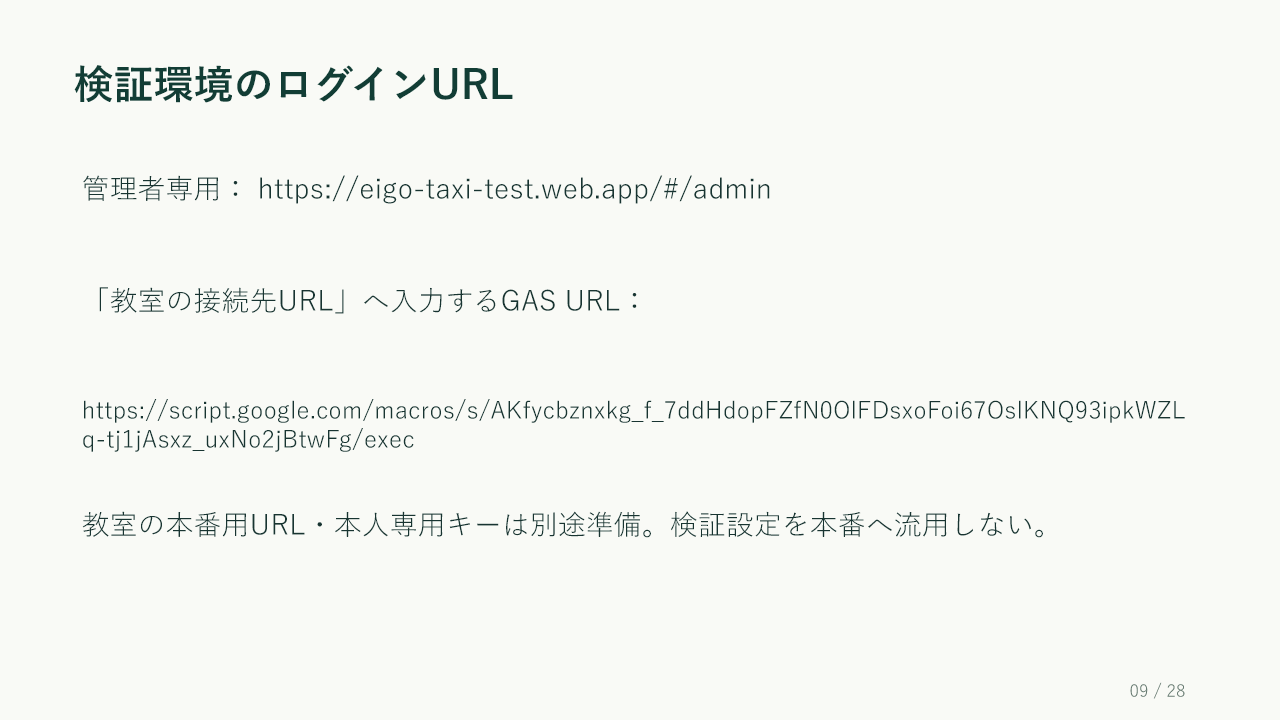 検証環境のログインURL
管理者専用： https://eigo-taxi-test.web.app/#/admin
「教室の接続先URL」へ入力するGAS URL：
https://script.google.com/macros/s/AKfycbznxkg_f_7ddHdopFZfN0OlFDsxoFoi67OslKNQ93ipkWZL
q-tj1jAsxz_uxNo2jBtwFg/exec
教室の本番用URL・本人専用キーは別途準備。検証設定を本番へ流用しない。
09 / 28